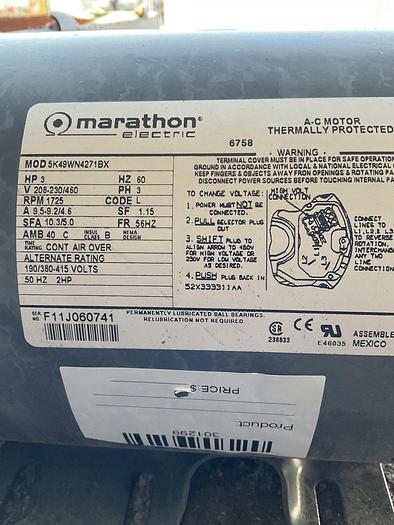 marathon®
electric
A-C MOTOR
THERMALLY PROTECTED
6758
WARNING
TERMINAL COVER MUST BE IN PLACE FOR SAFE OPERATI
GROUND IN ACCORDANCE WITH LOCAL & NATIONAL ELECTRICAL
KEEP FINGERS & OBJECTS AWAY FROM OPENINGS & ROTATING PA
DISCONNECT POWER SOURCES BEFORE TOUCHING INTERNAL PA
MOD 5K49WN4271BX
HP 3 HZ 60
V 208-230/460 PH 3
RPM 1725 CODE L
A 9.5-9.2/4.6 SF 1.15
SFA 10.3/5.0 FR 56HZ
AMB 40 C INSUL CLASS B NEMA DESIGN
TIME RATING CONT AIR OVER
ALTERNATE RATING
190/380-415 VOLTS
50 HZ 2HP
TO CHANGE VOLTAGE:
1. POWER MUST NOT BE
CONNECTED.
2. PULL SELECTOR PLUG
OUT
3. SHIFT PLUG TO
ALIGN ARROW TO 460V
FOR HIGH VOLTAGE OR
230V FOR LOW VOLTAGE
AS DESIRED.
4. PUSH PLUG BACK IN
52X333311AA
HIGH VOLT
CONNECTION
L3
L2
L1
CONNECT
LINES TO
L1,L2,& L3
TO REVERSE
ROTATION,
INTERCHANGE
ANY TWO
LINE
CONNECTION
SER. NO. F11J060741
PERMANENTLY LUBRICATED BALL BEARINGS.
RELUBRICATION NOT REQUIRED.
SA
236833
CE
E46035
ASSEMBLE
MEXICO
PRICE:$
Product:
301299